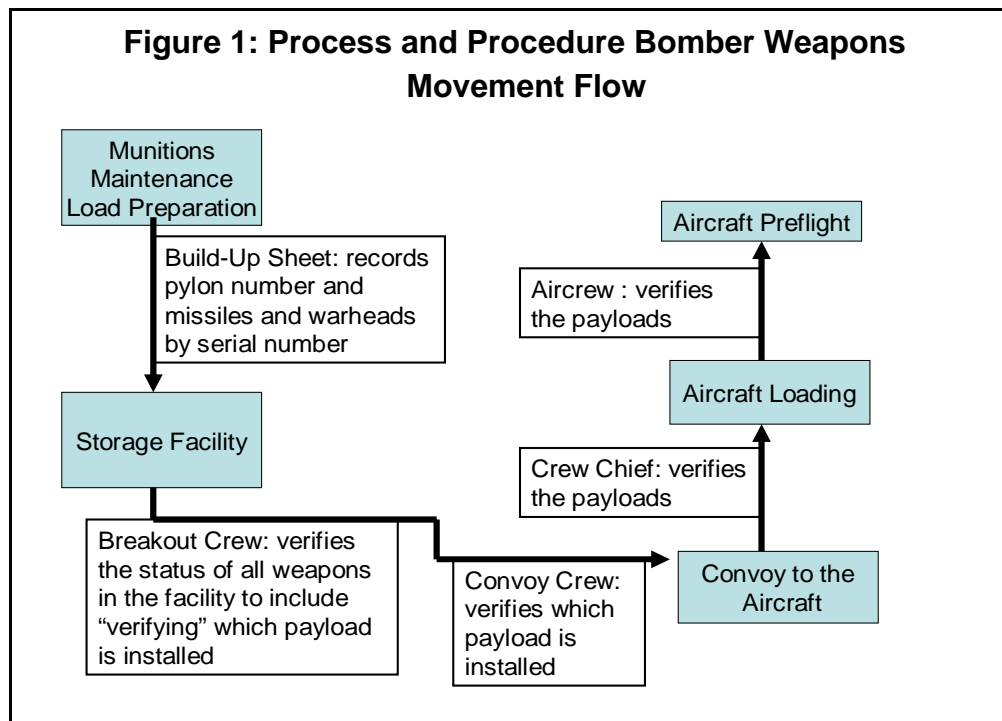 Figure 1: Process and Procedure Bomber Weapons
Movement Flow
Munitions
Maintenance
Load Preparation
Build-Up Sheet: records
pylon number and
missiles and warheads
by serial number
Storage Facility
Breakout Crew: verifies
the status of all weapons
in the facility to include
“verifying” which payload
is installed
Convoy Crew:
verifies which
payload is
installed
Convoy to the
Aircraft
Crew Chief: verifies
the payloads
Aircraft Loading
Aircrew : verifies
the payloads
Aircraft Preflight